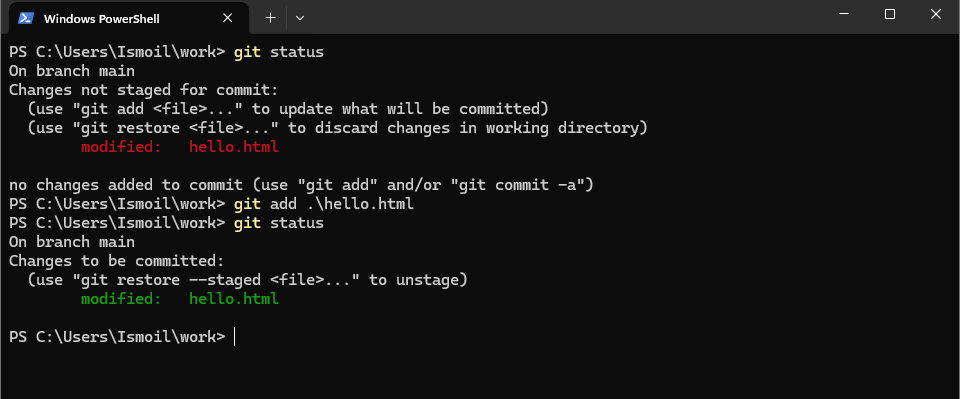 Windows PowerShell
PS C:\Users\Ismoil\work> git status
On branch main
Changes not staged for commit:
  (use "git add <file>..." to update what will be committed)
  (use "git restore <file>..." to discard changes in working directory)
        modified:   hello.html

no changes added to commit (use "git add" and/or "git commit -a")
PS C:\Users\Ismoil\work> git add .\hello.html
PS C:\Users\Ismoil\work> git status
On branch main
Changes to be committed:
  (use "git restore --staged <file>..." to unstage)
        modified:   hello.html

PS C:\Users\Ismoil\work>